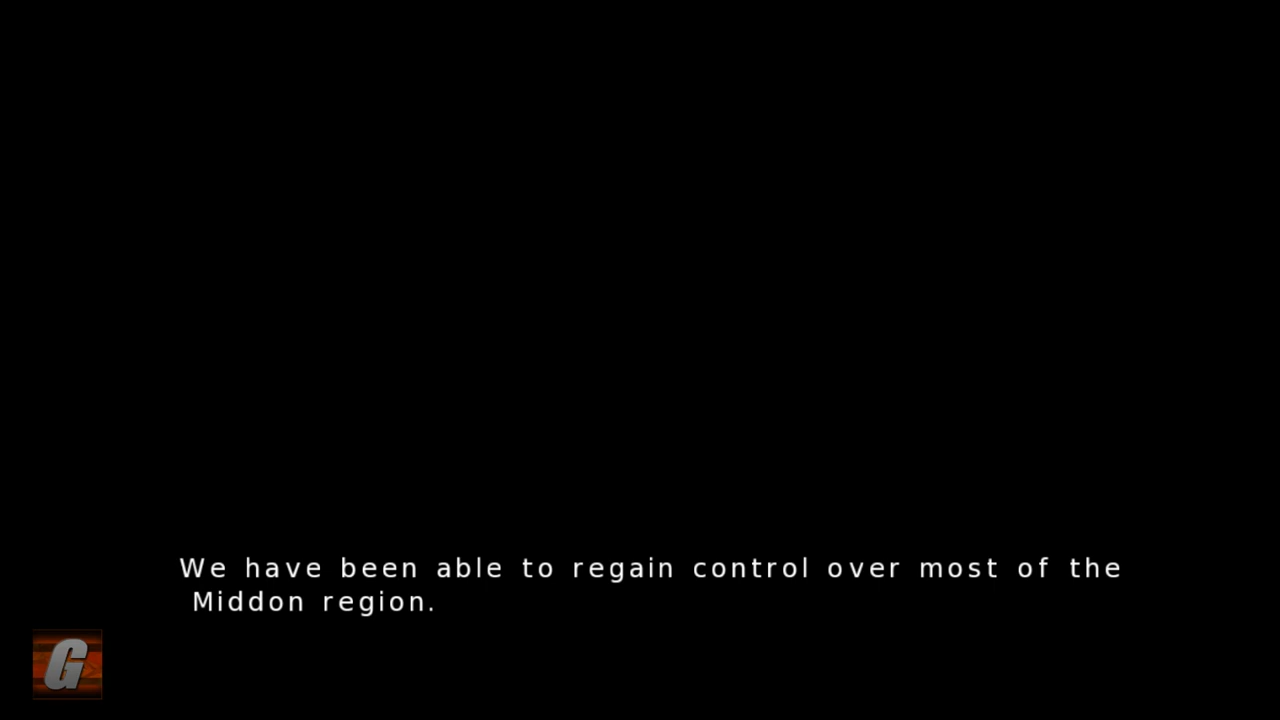 We have been able to regain control over most of the
Middon region.
G